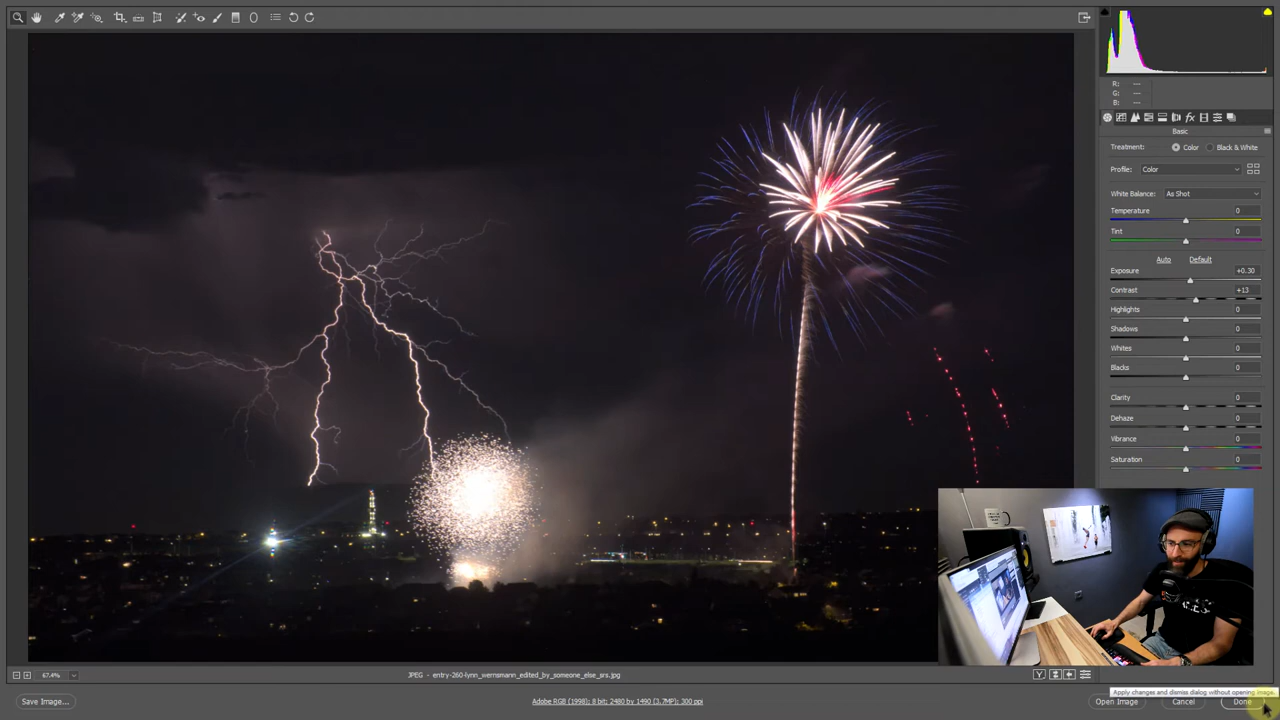 R: ---
G: ---
B: ---
Basic
Treatment: Color Black & White
Profile: Color
White Balance: As Shot
Temperature 0
Tint 0
Auto Default
Exposure +0.30
Contrast +13
Highlights 0
Shadows 0
Whites 0
Blacks 0
Clarity 0
Dehaze 0
Vibrance 0
Saturation 0
67.4%
JPEG - entry-260-lynn_wernsmann_edited_by_someone_else_srs.jpg
Y
Apply changes and dismiss dialog without opening image.
Save Image...
Adobe RGB (1998); 8 bit; 2480 by 1490 (3.7MP); 300 ppi
Open Image Cancel Done